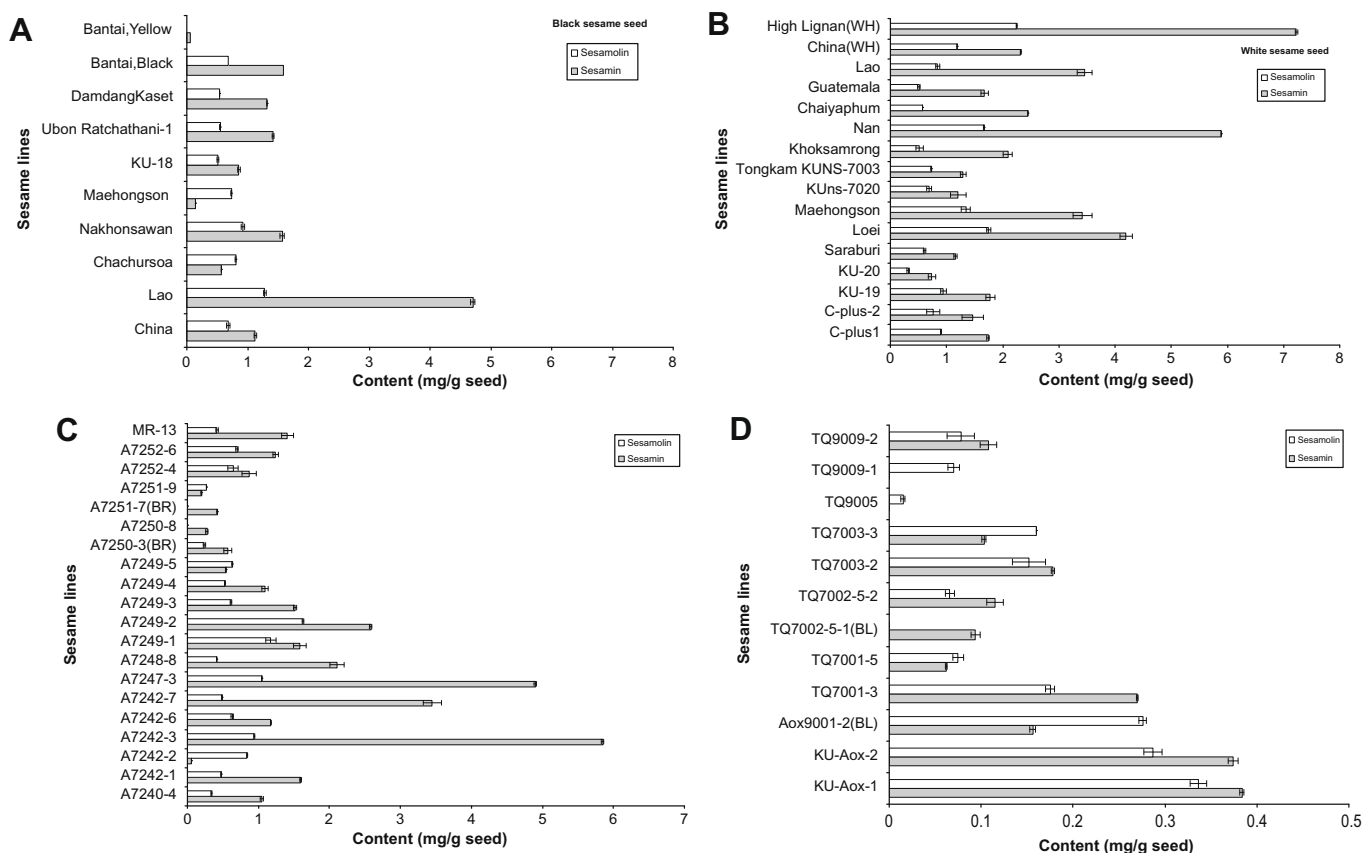 A
Black sesame seed
Sesamolin
Sesamin
Sesame lines
Bantai,Yellow
Bantai,Black
DamdangKaset
Ubon Ratchathani-1
KU-18
Maehongson
Nakhonsawan
Chachursoa
Lao
China
0 1 2 3 4 5 6 7 8
Content (mg/g seed)
B
White sesame seed
Sesamolin
Sesamin
Sesame lines
High Lignan(WH)
China(WH)
Lao
Guatemala
Chaiyaphum
Nan
Khoksamrong
Tongkam KUNS-7003
KUns-7020
Maehongson
Loei
Saraburi
KU-20
KU-19
C-plus-2
C-plus1
0 1 2 3 4 5 6 7 8
Content (mg/g seed)
C
Sesamolin
Sesamin
Sesame lines
MR-13
A7252-6
A7252-4
A7251-9
A7251-7(BR)
A7250-8
A7250-3(BR)
A7249-5
A7249-4
A7249-3
A7249-2
A7249-1
A7248-8
A7247-3
A7242-7
A7242-6
A7242-3
A7242-2
A7242-1
A7240-4
0 1 2 3 4 5 6 7
Content (mg/g seed)
D
Sesamolin
Sesamin
Sesame lines
TQ9009-2
TQ9009-1
TQ9005
TQ7003-3
TQ7003-2
TQ7002-5-2
TQ7002-5-1(BL)
TQ7001-5
TQ7001-3
Aox9001-2(BL)
KU-Aox-2
KU-Aox-1
0 0.1 0.2 0.3 0.4 0.5
Content (mg/g seed)